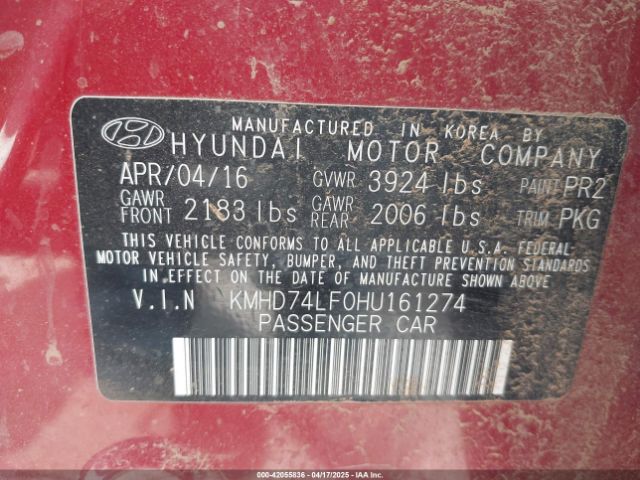 MANUFACTURED IN KOREA BY
HYUNDAI MOTOR COMPANY
APR/04/16 GVWR 3924 lbs PAINT PR2
GAWR FRONT 2183 lbs GAWR REAR 2006 lbs TRIM PKG
THIS VEHICLE CONFORMS TO ALL APPLICABLE U.S.A. FEDERAL
MOTOR VEHICLE SAFETY, BUMPER, AND THEFT PREVENTION STANDARDS
IN EFFECT ON THE DATE OF MANUFACTURE SHOWN ABOVE
V.I.N KMHD74LF0HU161274
PASSENGER CAR
000-42055836 - 04/17/2025 - IAAI.COM